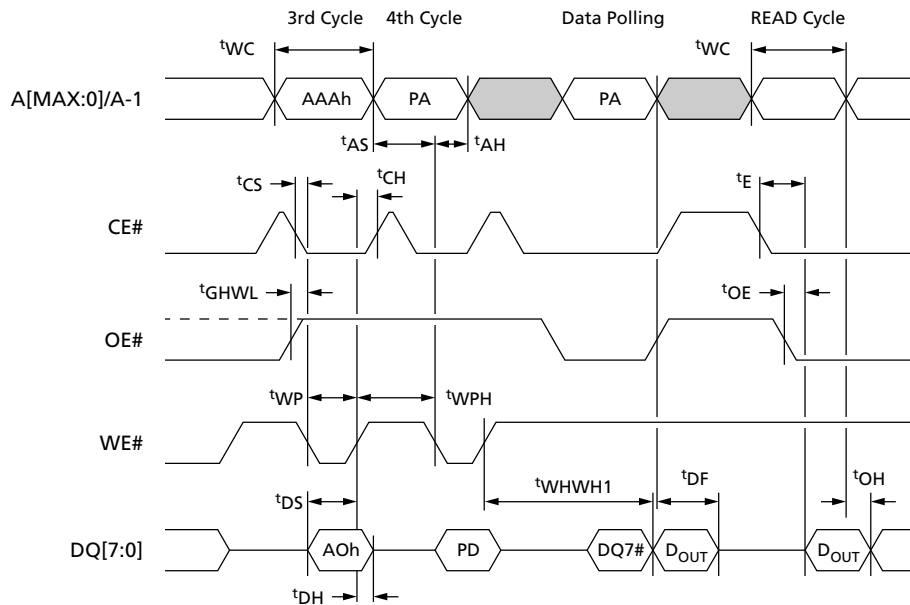 3rd Cycle 4th Cycle Data Polling READ Cycle
tWC tWC
A[MAX:0]/A-1 AAAh PA PA
tAS tAH
tCS tCH tE
CE#
tGHWL tOE
OE#
tWP tWPH
WE#
tWHWH1 tDF tOH
tDS
DQ[7:0] AOh PD DQ7# DOUT DOUT
tDH